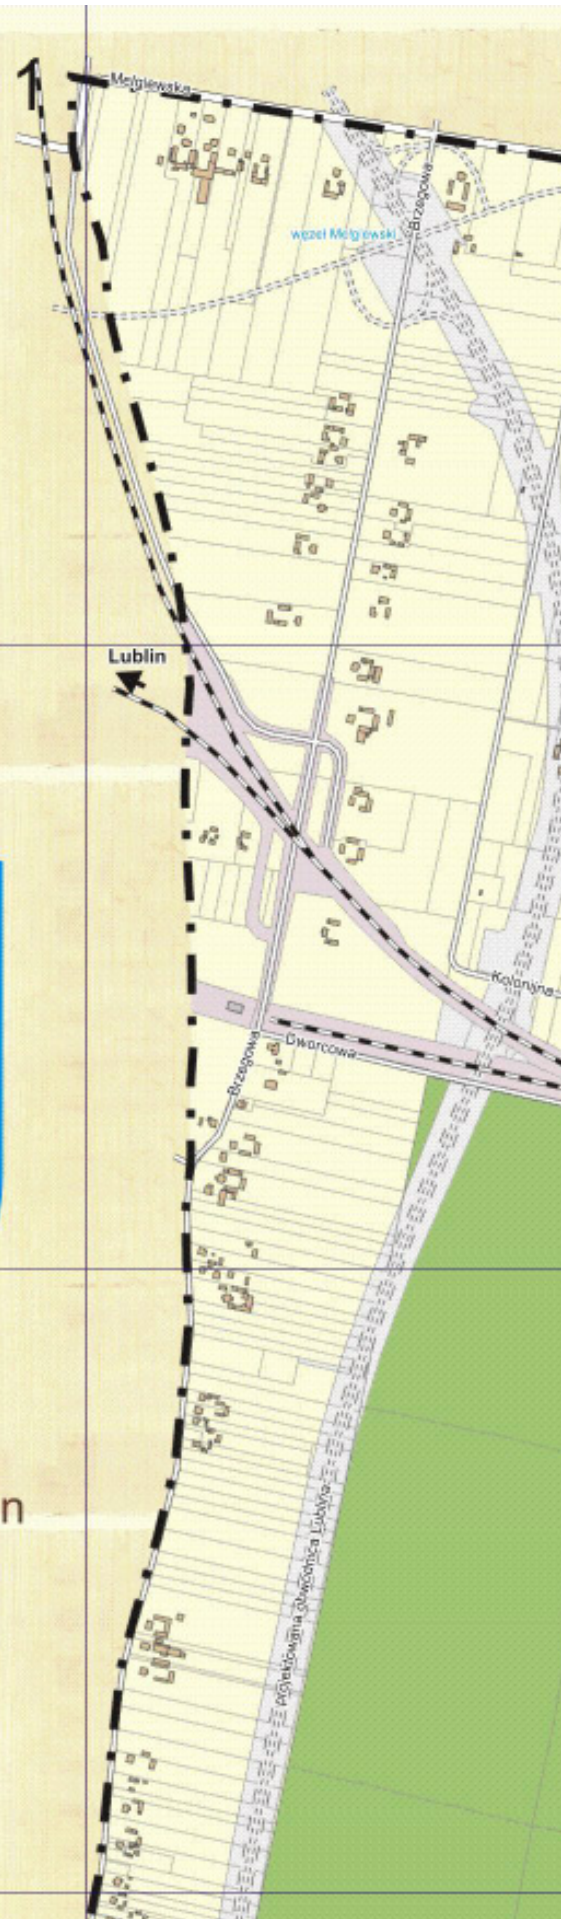 1
Mełgiewska
Brzegowa
węzeł Mełgiewski
Lublin
Kolonijna
Dworcowa
Brzegowa
n
projektowana obwodnica Lublina